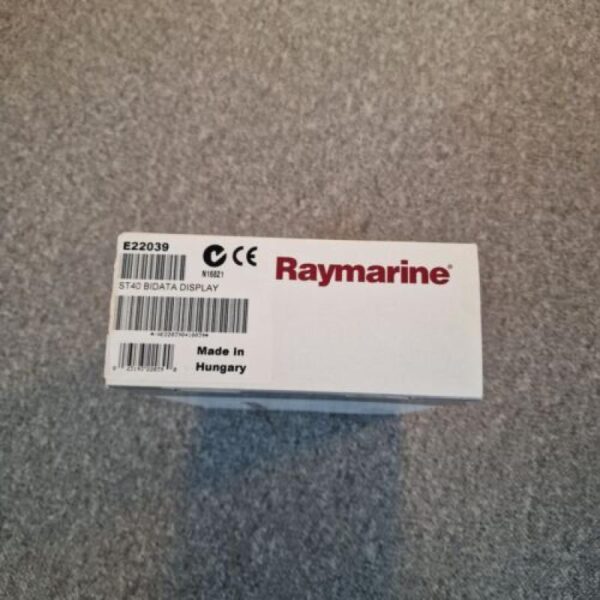 E22039
N16821
Raymarine®
ST40 BIDATA DISPLAY
Made in
Hungary